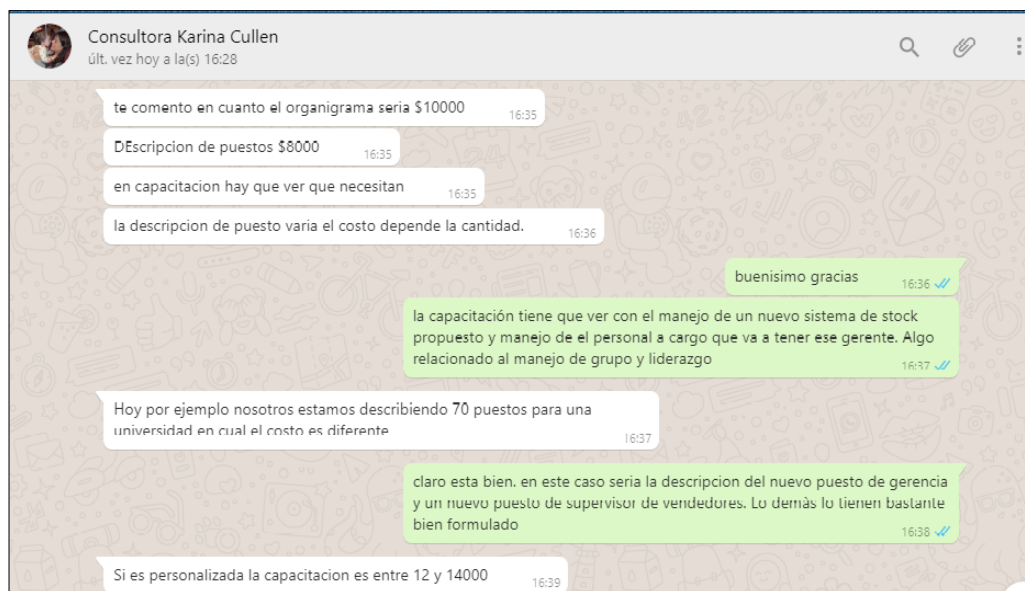 Consultora Karina Cullen
últ. vez hoy a la(s) 16:28
te comento en cuanto el organigrama seria $10000
16:35
DEscripcion de puestos $8000
16:35
en capacitacion hay que ver que necesitan
16:35
la descripcion de puesto varia el costo depende la cantidad.
16:36
buenisimo gracias
16:36
la capacitación tiene que ver con el manejo de un nuevo sistema de stock
propuesto y manejo de el personal a cargo que va a tener ese gerente. Algo
relacionado al manejo de grupo y liderazgo
16:37
Hoy por ejemplo nosotros estamos describiendo 70 puestos para una
universidad en cual el costo es diferente
16:37
claro esta bien. en este caso seria la descripcion del nuevo puesto de gerencia
y un nuevo puesto de supervisor de vendedores. Lo demàs lo tienen bastante
bien formulado
16:38
Si es personalizada la capacitacion es entre 12 y 14000
16:39